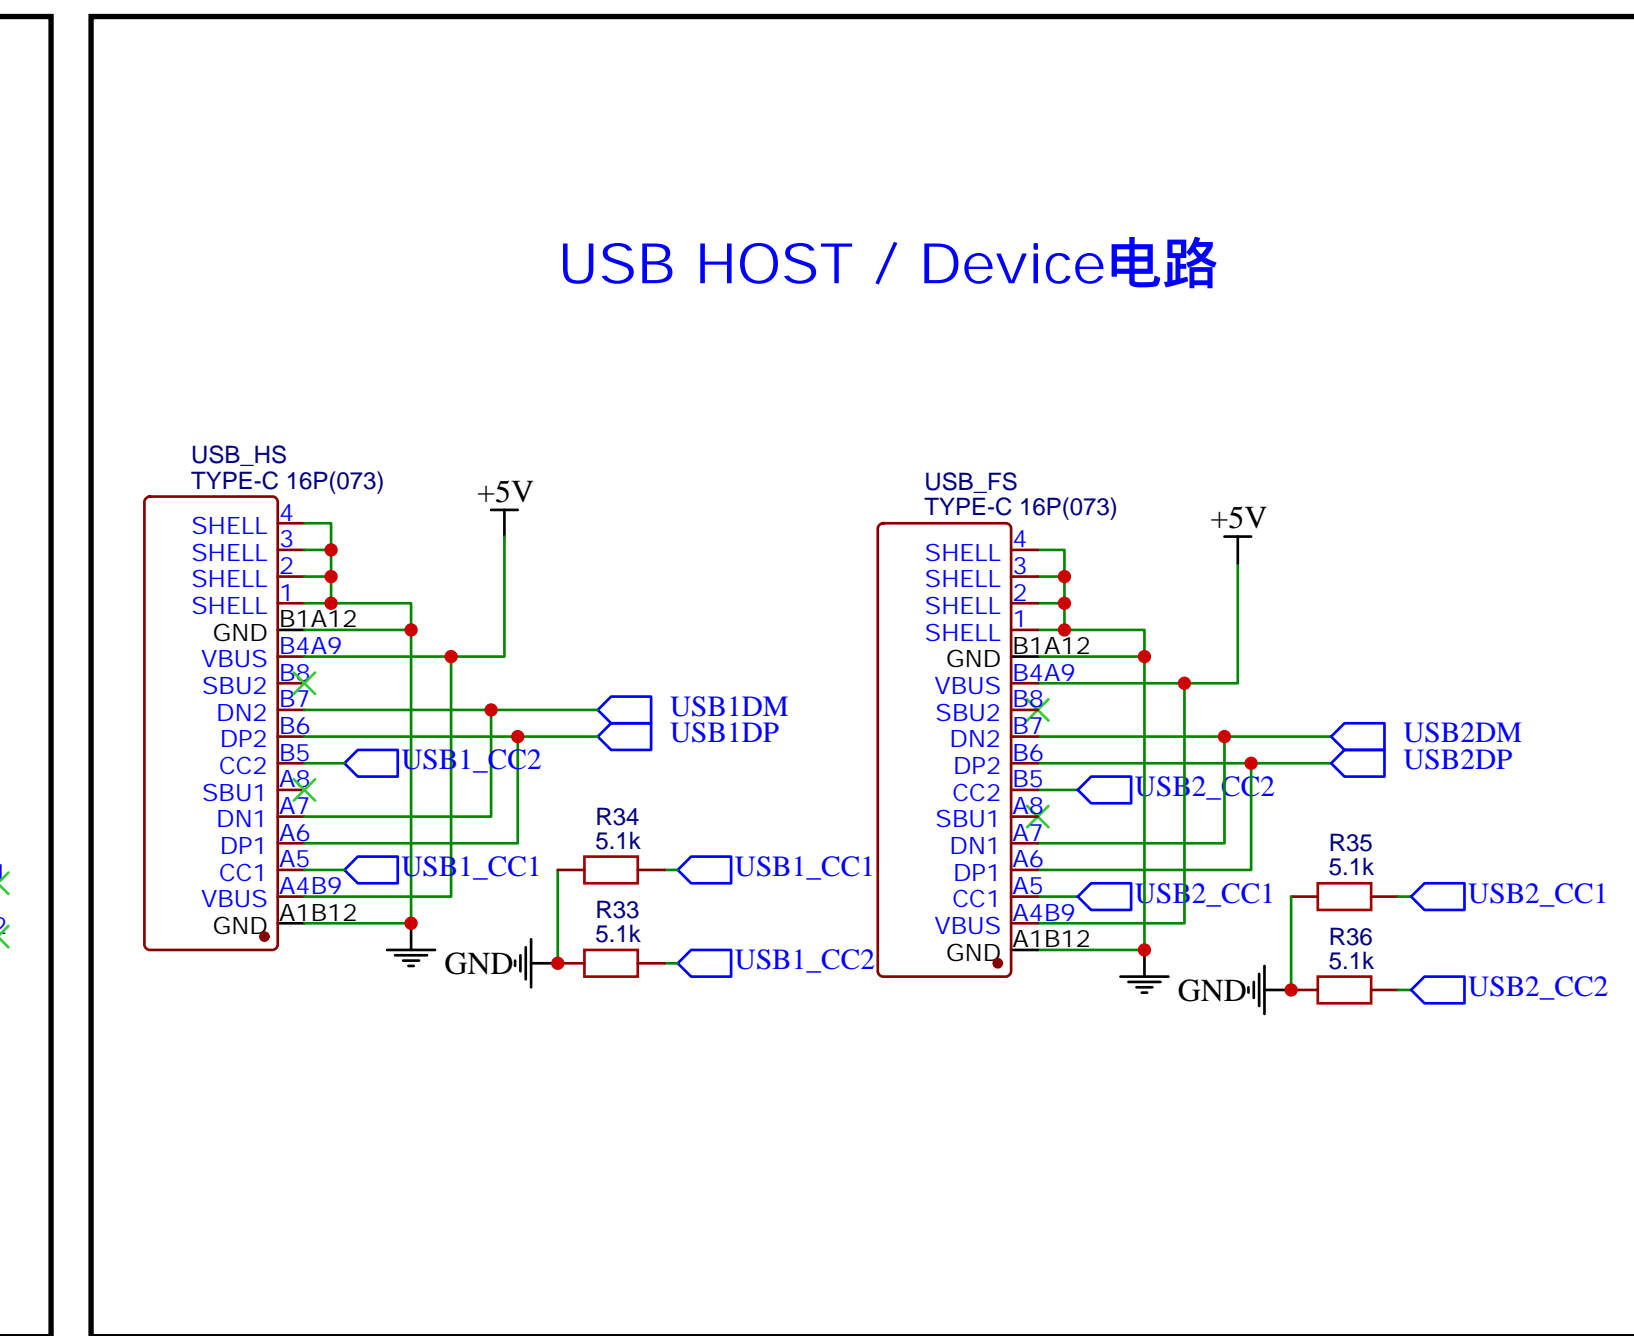 USB HOST / Device电路
USB_HS
TYPE-C 16P(073)
+5V
SHELL 4
SHELL 3
SHELL 2
SHELL 1
GND B1A12
VBUS B4A9
SBU2 B8
DN2 B7
DP2 B6
CC2 B5
SBU1 A8
DN1 A7
DP1 A6
CC1 A5
VBUS A4B9
GND A1B12
USB1DM
USB1DP
USB1_CC2
USB1_CC1
R34
5.1k
USB1_CC1
R33
5.1k
GND
USB1_CC2
USB_FS
TYPE-C 16P(073)
+5V
SHELL 4
SHELL 3
SHELL 2
SHELL 1
GND B1A12
VBUS B4A9
SBU2 B8
DN2 B7
DP2 B6
CC2 B5
SBU1 A8
DN1 A7
DP1 A6
CC1 A5
VBUS A4B9
GND A1B12
USB2DM
USB2DP
USB2_CC2
USB2_CC1
R35
5.1k
USB2_CC1
R36
5.1k
GND
USB2_CC2